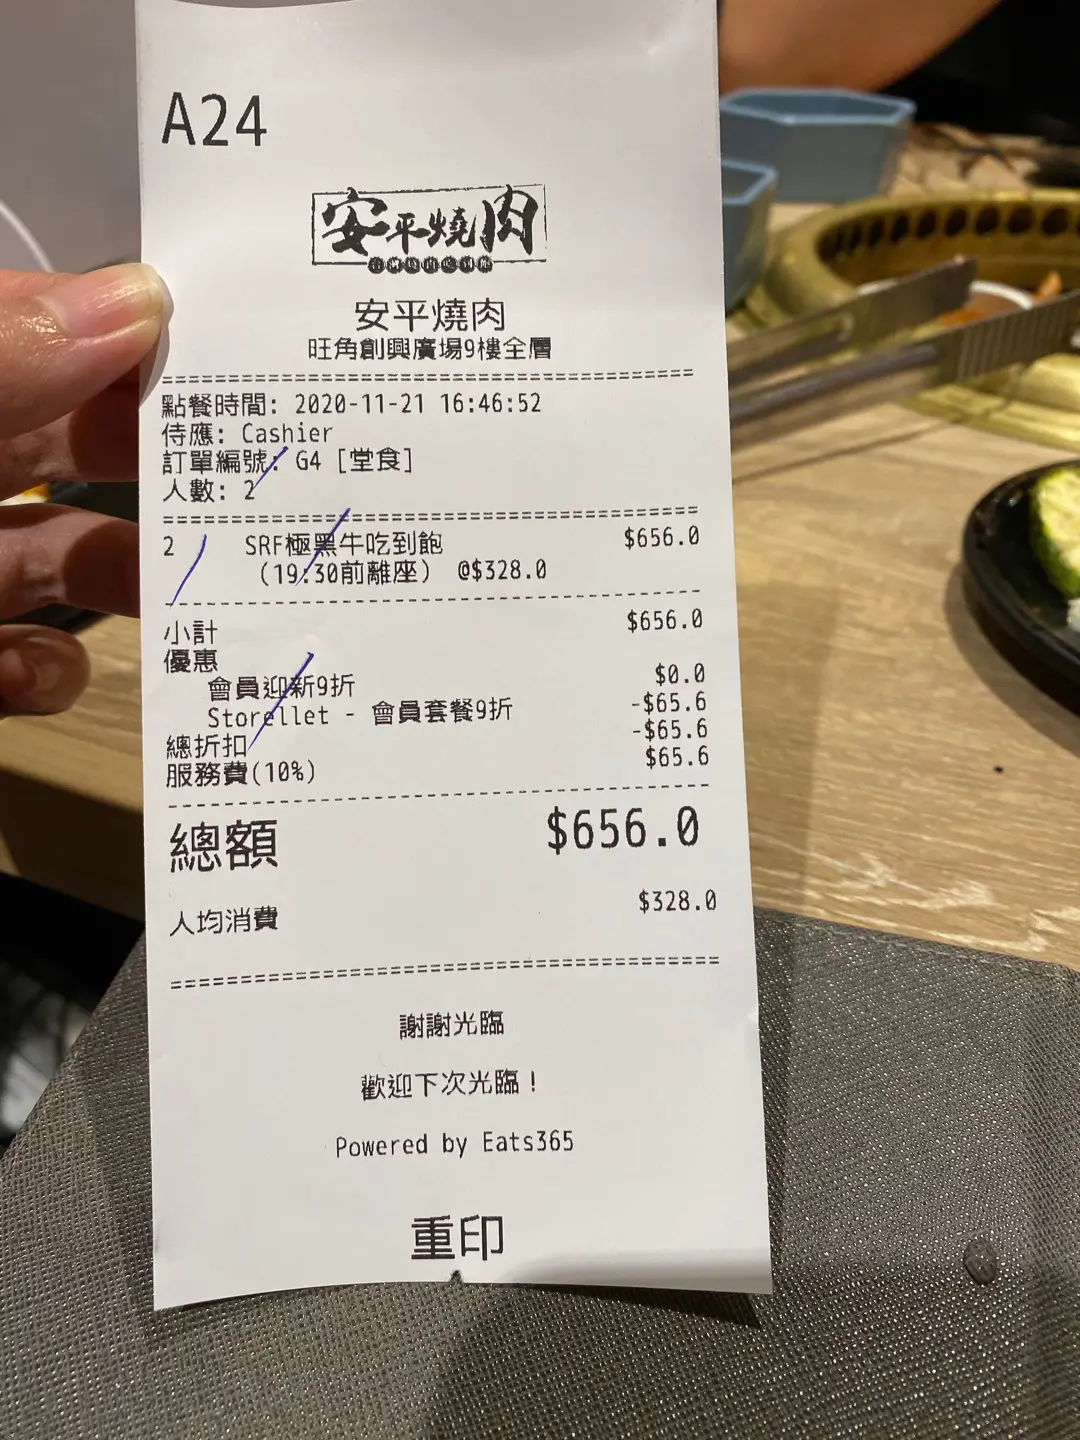 A24
安平燒肉
安平燒肉
旺角創興廣場9樓全層
點餐時間: 2020-11-21 16:46:52
侍應: Cashier
訂單編號: G4 [堂食]
人數: 2
2 SRF極黑牛吃到飽 $656.0
(19:30前離座) @$328.0
小計 $656.0
優惠
會員迎新9折 $0.0
Storellet - 會員套餐9折 -$65.6
總折扣 -$65.6
服務費(10%) $65.6
總額 $656.0
人均消費 $328.0
謝謝光臨
歡迎下次光臨!
Powered by Eats365
重印